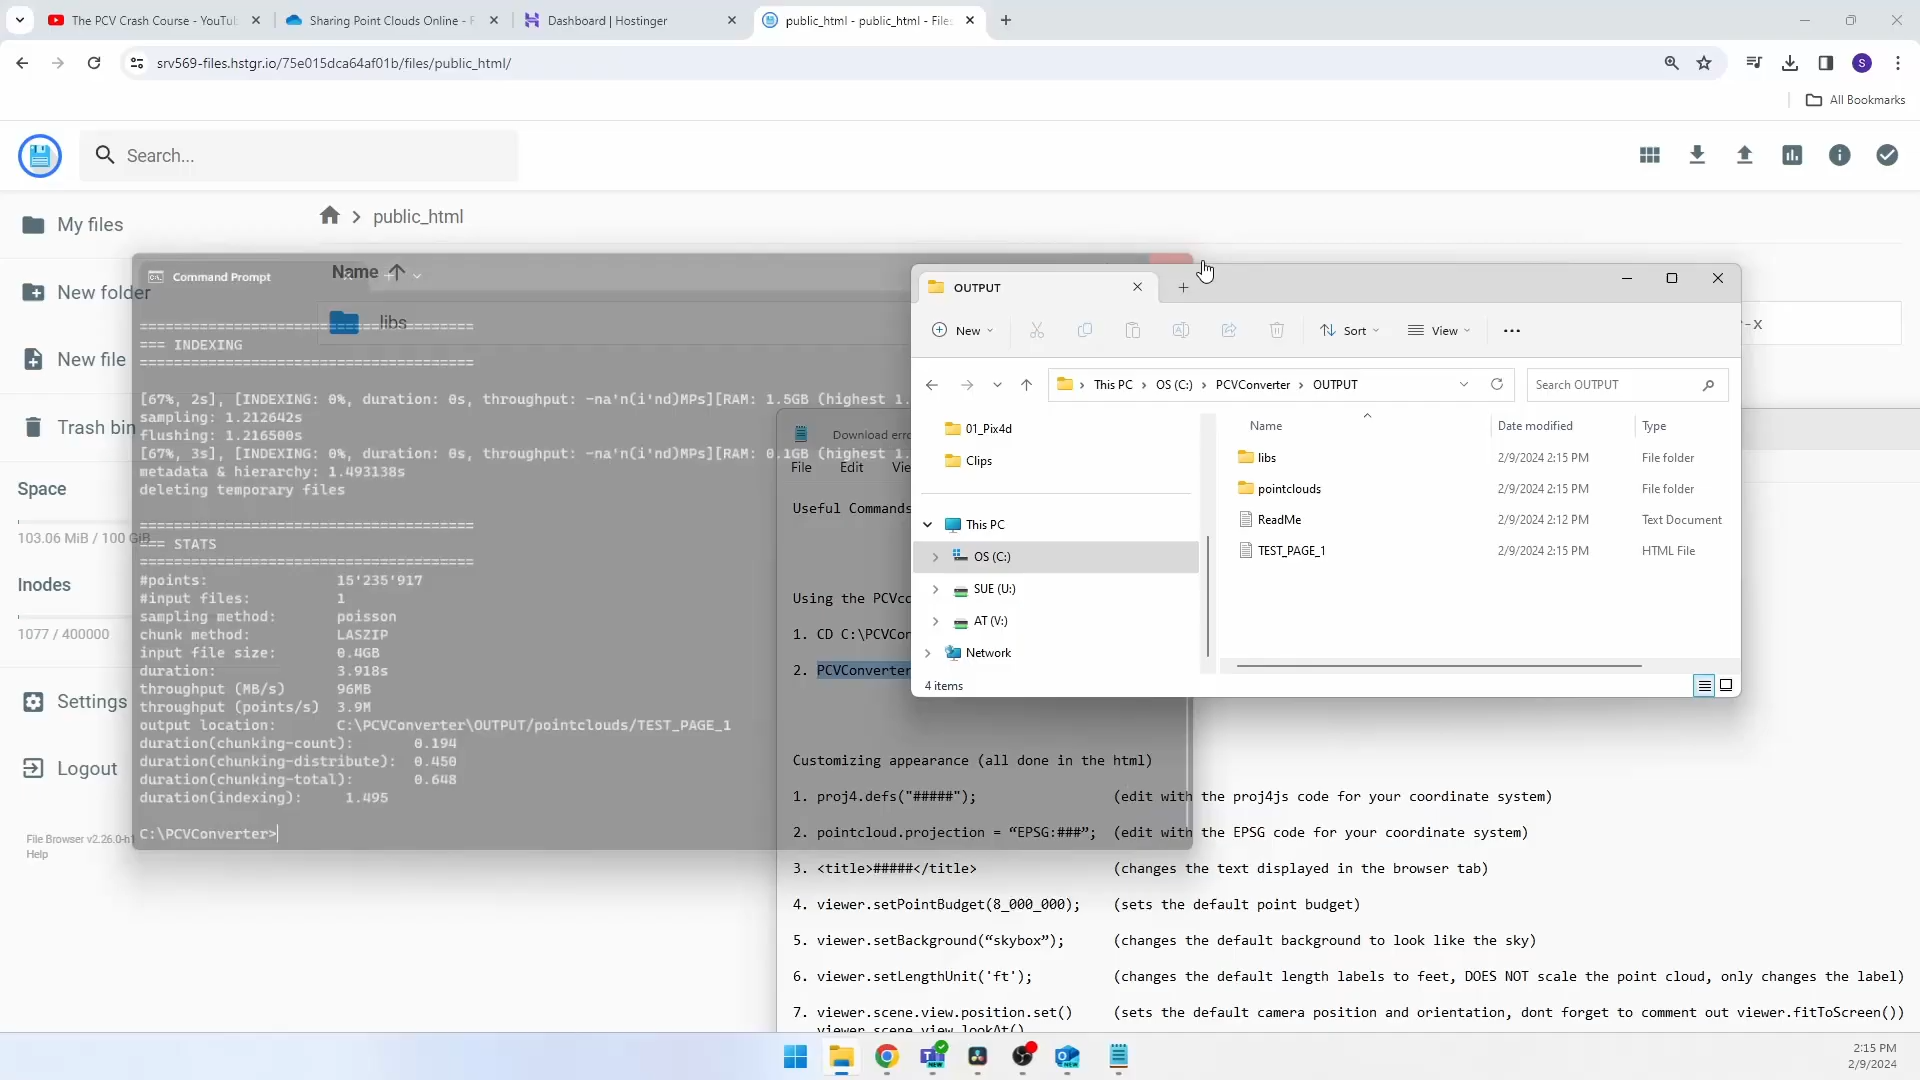 The PCV Crash Course - YouTu
Sharing Point Clouds Online - F
Dashboard | Hostinger
public_html - public_html - Files
srv569-files.hstgr.io/75e015dca64af01b/files/public_html/
S
All Bookmarks
Search...
My files
New folder
New file
Trash bin
Space
103.06 MiB / 100 GiB
Inodes
1077 / 400000
Settings
Logout
File Browser v2.26.0-h1
Help
public_html
Name
libs
-x
Command Prompt
=====================================
=== INDEXING
=====================================
[67%, 2s], [INDEXING: 0%, duration: 0s, throughput: -na'n(i'nd)MPs][RAM: 1.5GB (highest 1.
sampling: 1.212642s
flushing: 1.216500s
[67%, 3s], [INDEXING: 0%, duration: 0s, throughput: -na'n(i'nd)MPs][RAM: 0.1GB (highest 1.
metadata & hierarchy: 1.493138s
deleting temporary files
=====================================
=== STATS
=====================================
#points: 15'235'917
#input files: 1
sampling method: poisson
chunk method: LASZIP
input file size: 0.4GB
duration: 3.918s
throughput (MB/s) 96MB
throughput (points/s) 3.9M
output location: C:\PCVConverter\OUTPUT/pointclouds/TEST_PAGE_1
duration(chunking-count): 0.194
duration(chunking-distribute): 0.450
duration(chunking-total): 0.648
duration(indexing): 1.495
C:\PCVConverter>
Download erro
File Edit Vie
Useful Commands
Using the PCVco
1. CD C:\PCVCon
2. PCVConverter
Customizing appearance (all done in the html)
1. proj4.defs("#####"); (edit with the proj4js code for your coordinate system)
2. pointcloud.projection = “EPSG:###”; (edit with the EPSG code for your coordinate system)
3. <title>#####</title> (changes the text displayed in the browser tab)
4. viewer.setPointBudget(8_000_000); (sets the default point budget)
5. viewer.setBackground(“skybox”); (changes the default background to look like the sky)
6. viewer.setLengthUnit('ft'); (changes the default length labels to feet, DOES NOT scale the point cloud, only changes the label)
7. viewer.scene.view.position.set() (sets the default camera position and orientation, dont forget to comment out viewer.fitToScreen())
viewer.scene.view.lookAt()
OUTPUT
New
Sort
View
This PC > OS (C:) > PCVConverter > OUTPUT
Search OUTPUT
01_Pix4d
Clips
This PC
OS (C:)
SUE (U:)
AT (V:)
Network
Name Date modified Type
libs 2/9/2024 2:15 PM File folder
pointclouds 2/9/2024 2:15 PM File folder
ReadMe 2/9/2024 2:12 PM Text Document
TEST_PAGE_1 2/9/2024 2:15 PM HTML File
4 items
2:15 PM
2/9/2024